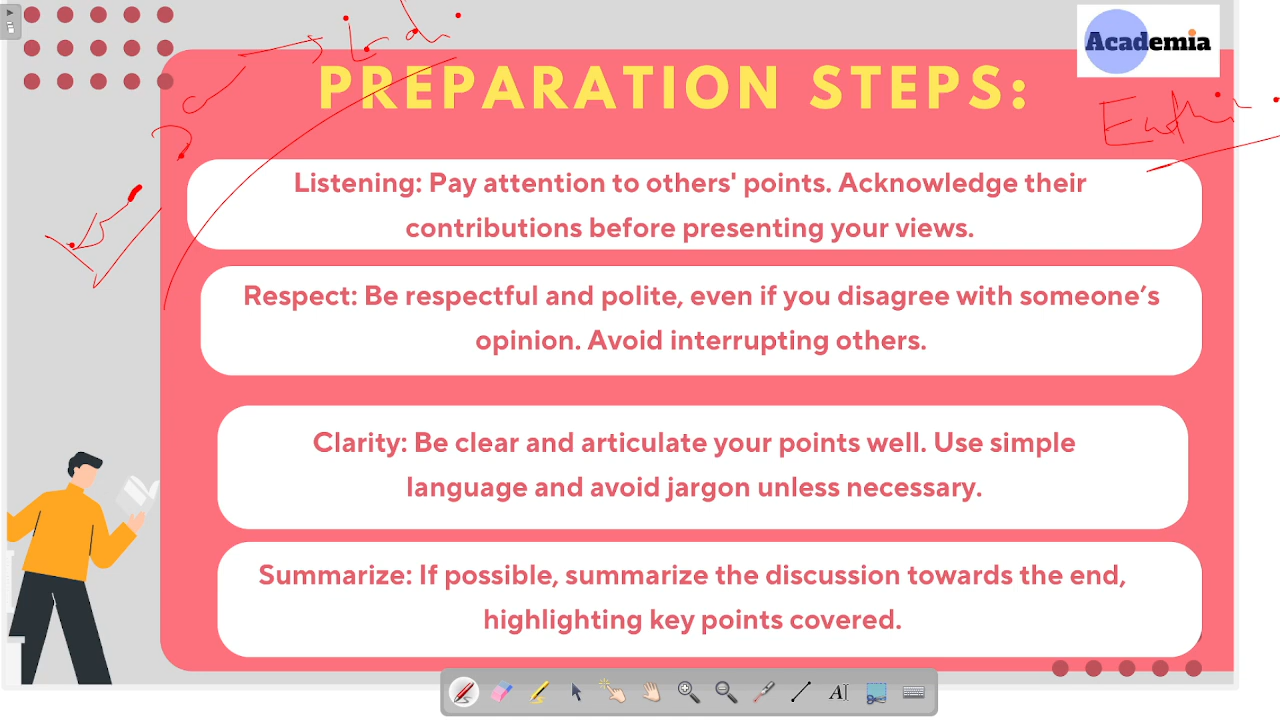 Academia
PREPARATION STEPS:
Listening: Pay attention to others' points. Acknowledge their
contributions before presenting your views.
Respect: Be respectful and polite, even if you disagree with someone’s
opinion. Avoid interrupting others.
Clarity: Be clear and articulate your points well. Use simple
language and avoid jargon unless necessary.
Summarize: If possible, summarize the discussion towards the end,
highlighting key points covered.